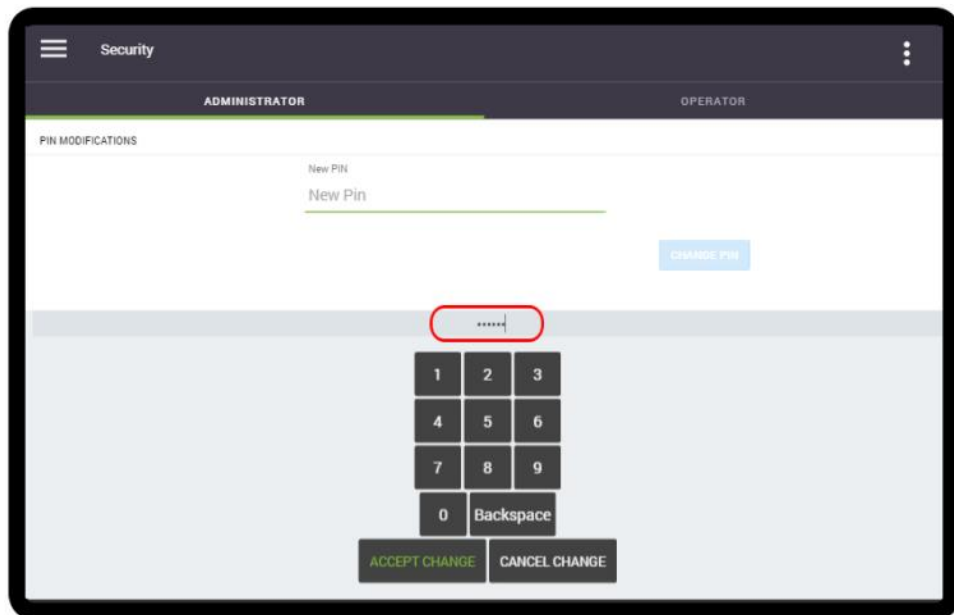 Security
ADMINISTRATOR OPERATOR
PIN MODIFICATIONS
New PIN
New Pin
CHANGE PIN
••••••
1 2 3
4 5 6
7 8 9
0 Backspace
ACCEPT CHANGE CANCEL CHANGE